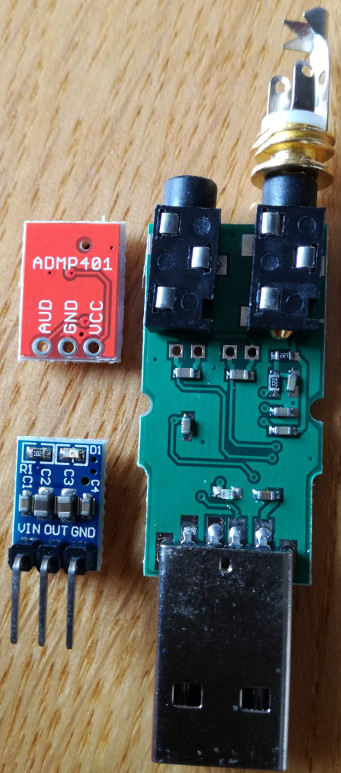 ADMP401
AUD
GND
VCC
R1
D1
C1
C2
C3
C4
VIN OUT GND